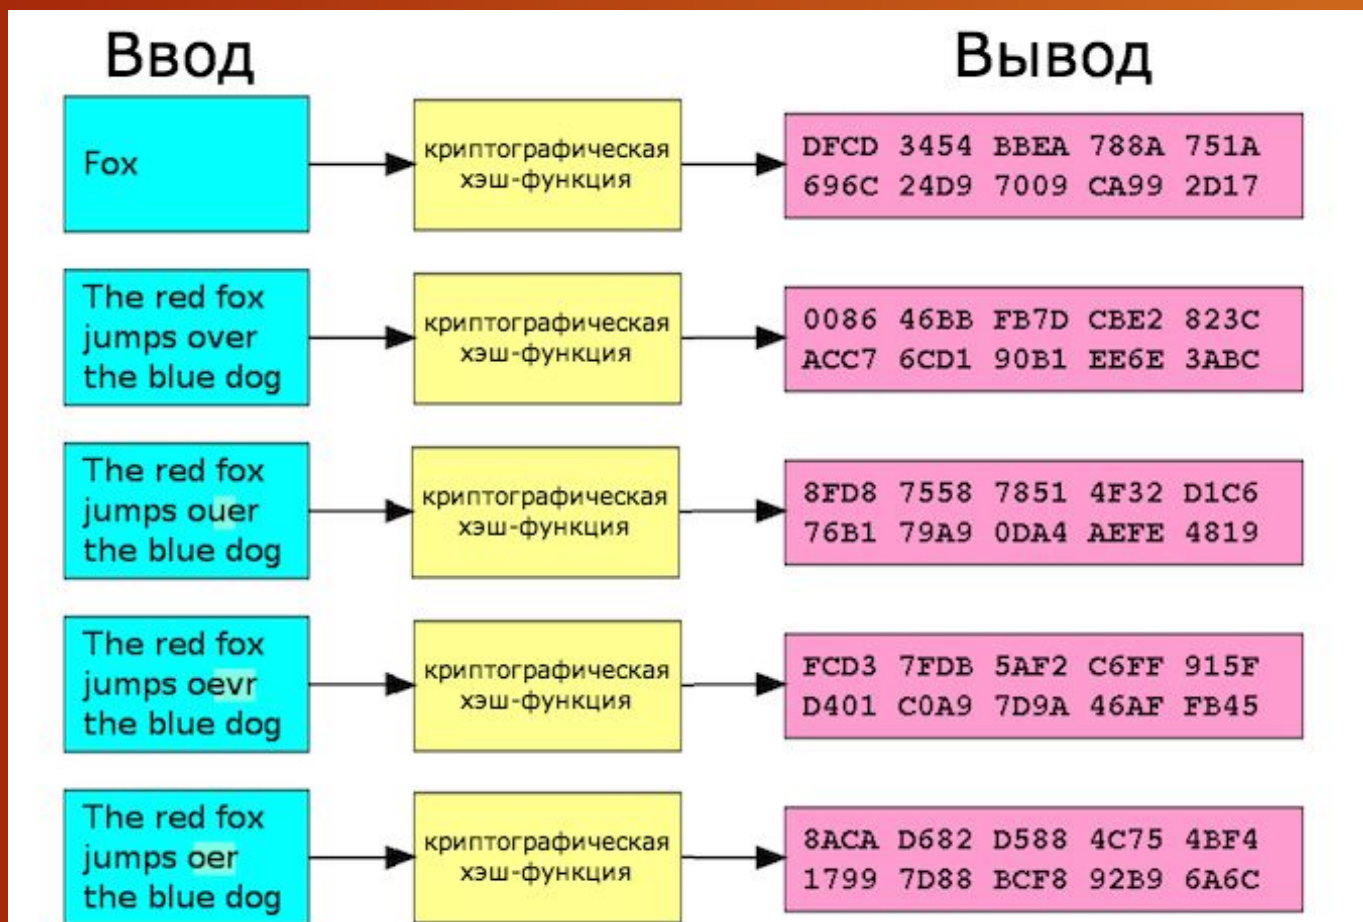 Ввод
Вывод
Fox
криптографическая
хэш-функция
DFCD 3454 BBEA 788A 751A
696C 24D9 7009 CA99 2D17
The red fox
jumps over
the blue dog
криптографическая
хэш-функция
0086 46BB FB7D CBE2 823C
ACC7 6CD1 90B1 EE6E 3ABC
The red fox
jumps ouer
the blue dog
криптографическая
хэш-функция
8FD8 7558 7851 4F32 D1C6
76B1 79A9 0DA4 AEFE 4819
The red fox
jumps oevr
the blue dog
криптографическая
хэш-функция
FCD3 7FDB 5AF2 C6FF 915F
D401 C0A9 7D9A 46AF FB45
The red fox
jumps oer
the blue dog
криптографическая
хэш-функция
8ACA D682 D588 4C75 4BF4
1799 7D88 BCF8 92B9 6A6C